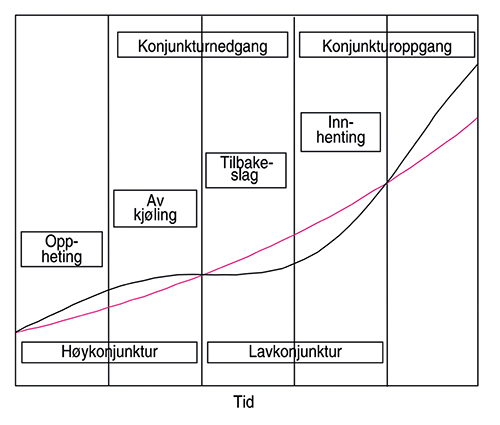 Konjunkturnedgang
Konjunkturoppgang
Inn-
henting
Tilbake-
slag
Av
kjøling
Opp-
heting
Høykonjunktur
Lavkonjunktur
Tid